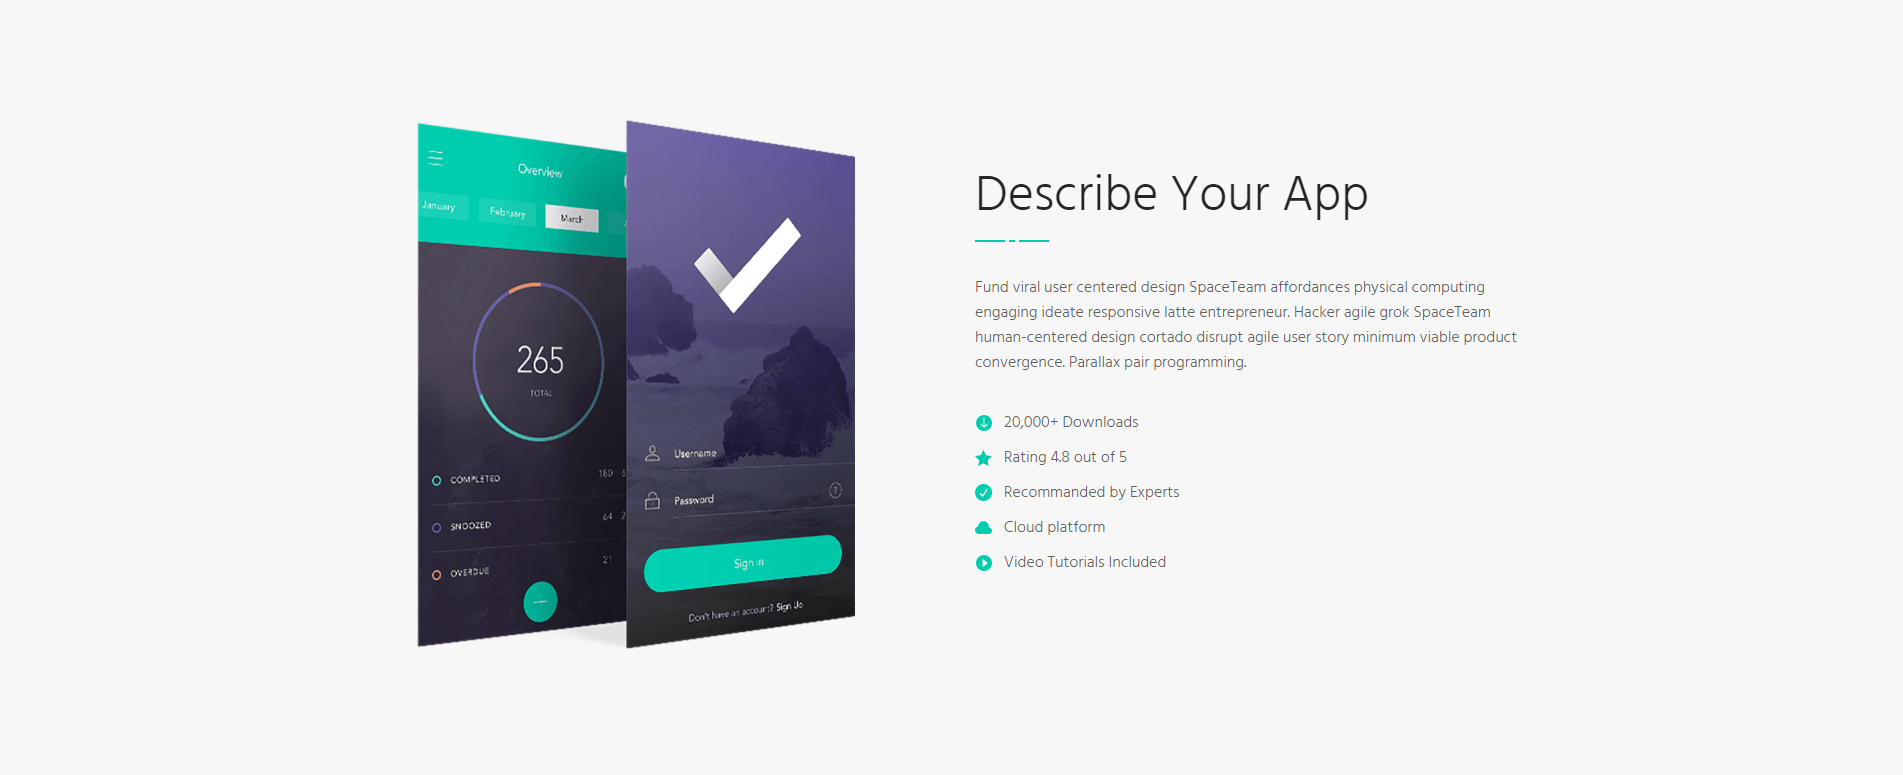 Overview
January February March
265
TOTAL
COMPLETED 180
SNOOZED 64
OVERDUE 21
Username
Password
?
Sign in
Don't have an account? Sign Up
Describe Your App
Fund viral user centered design SpaceTeam affordances physical computing
engaging ideate responsive latte entrepreneur. Hacker agile grok SpaceTeam
human-centered design cortado disrupt agile user story minimum viable product
convergence. Parallax pair programming.
20,000+ Downloads
Rating 4.8 out of 5
Recommanded by Experts
Cloud platform
Video Tutorials Included